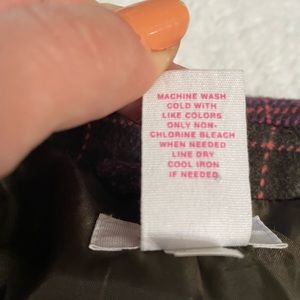 MACHINE WASH
COLD WITH
LIKE COLORS
ONLY NON-
CHLORINE BLEACH
WHEN NEEDED
LINE DRY
COOL IRON
IF NEEDED